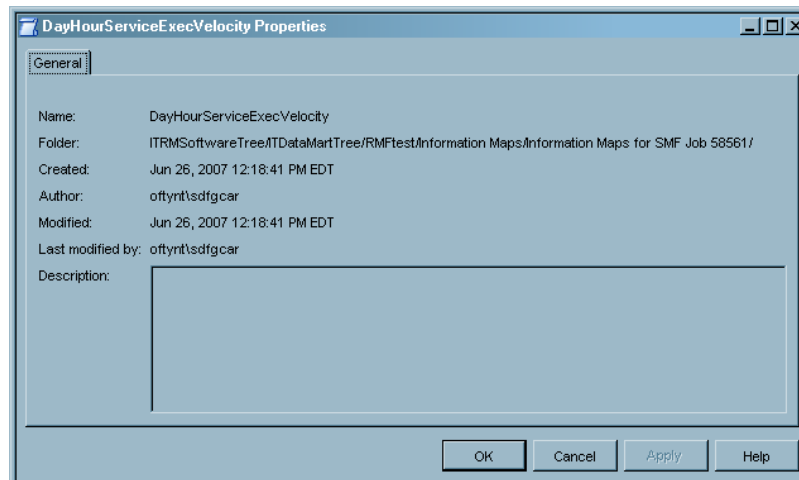 DayHourServiceExecVelocity Properties
General
Name: DayHourServiceExecVelocity
Folder: ITRMSoftwareTree/ITDataMartTree/RMFtest/Information Maps/Information Maps for SMF Job 58561/
Created: Jun 26, 2007 12:18:41 PM EDT
Author: oftynt\sdfgcar
Modified: Jun 26, 2007 12:18:41 PM EDT
Last modified by: oftynt\sdfgcar
Description:
OK Cancel Apply Help